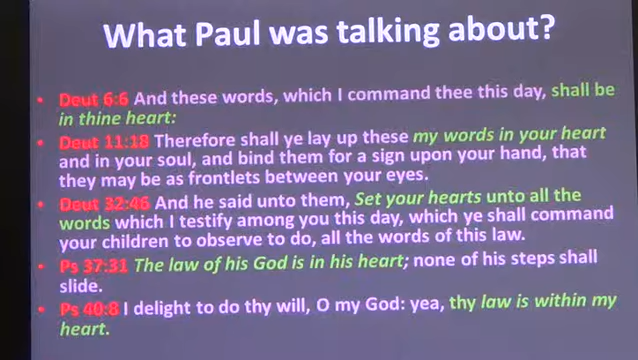 What Paul was talking about?
• Deut 6:6 And these words, which I command thee this day, shall be
in thine heart:
• Deut 11:18 Therefore shall ye lay up these my words in your heart
and in your soul, and bind them for a sign upon your hand, that
they may be as frontlets between your eyes.
• Deut 32:46 And he said unto them, Set your hearts unto all the
words which I testify among you this day, which ye shall command
your children to observe to do, all the words of this law.
• Ps 37:31 The law of his God is in his heart; none of his steps shall
slide.
• Ps 40:8 I delight to do thy will, O my God: yea, thy law is within my
heart.